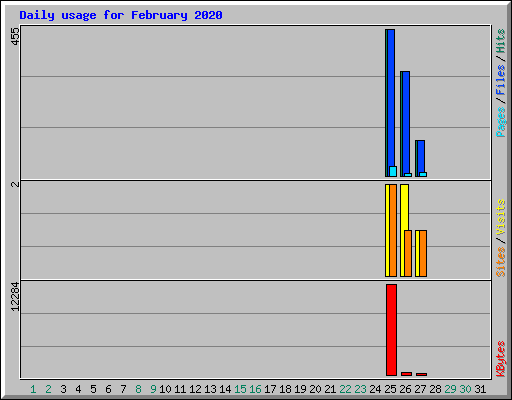 Daily usage for February 2020
455
Pages/Files/Hits
2
Sites/Visits
12284
KBytes
1 2 3 4 5 6 7 8 9 10 11 12 13 14 15 16 17 18 19 20 21 22 23 24 25 26 27 28 29 30 31